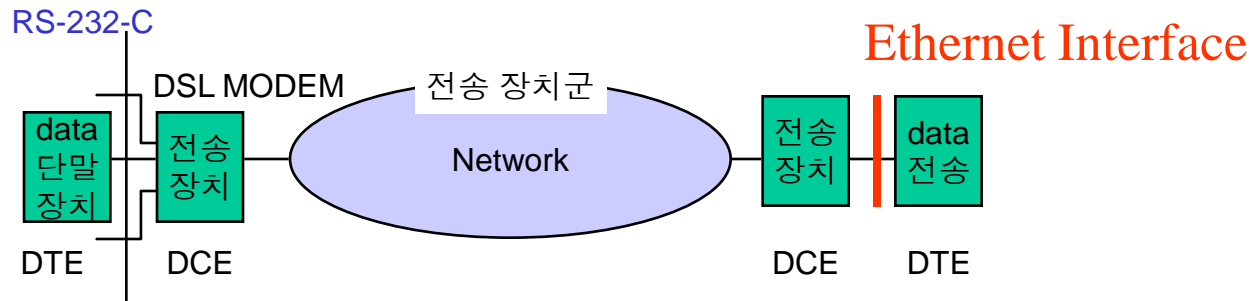 RS-232-C
Ethernet Interface
DSL MODEM
전송 장치군
data
단말
장치
전송
장치
Network
전송
장치
data
전송
DTE
DCE
DCE
DTE